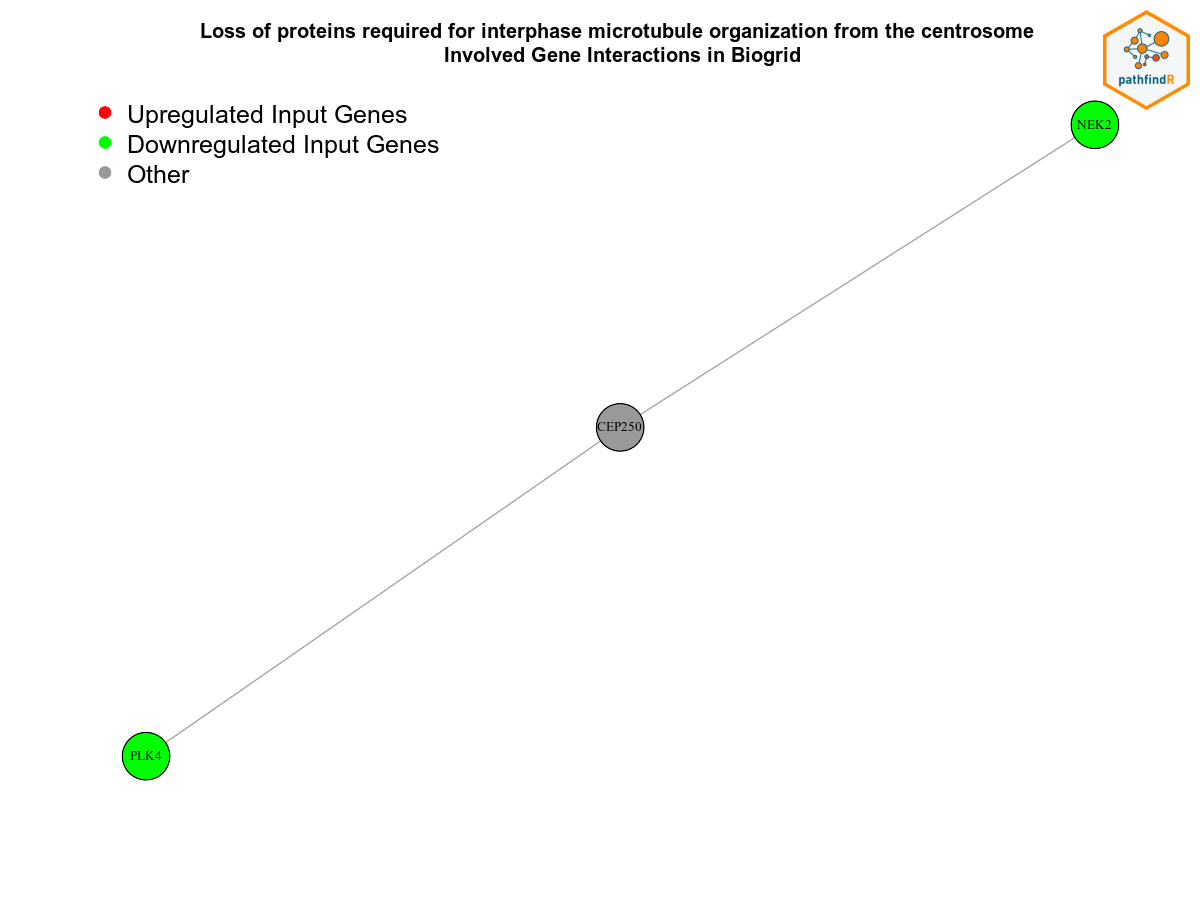 Loss of proteins required for interphase microtubule organization from the centrosome
Involved Gene Interactions in Biogrid
pathfindR
Upregulated Input Genes
Downregulated Input Genes
Other
NEK2
CEP250
PLK4